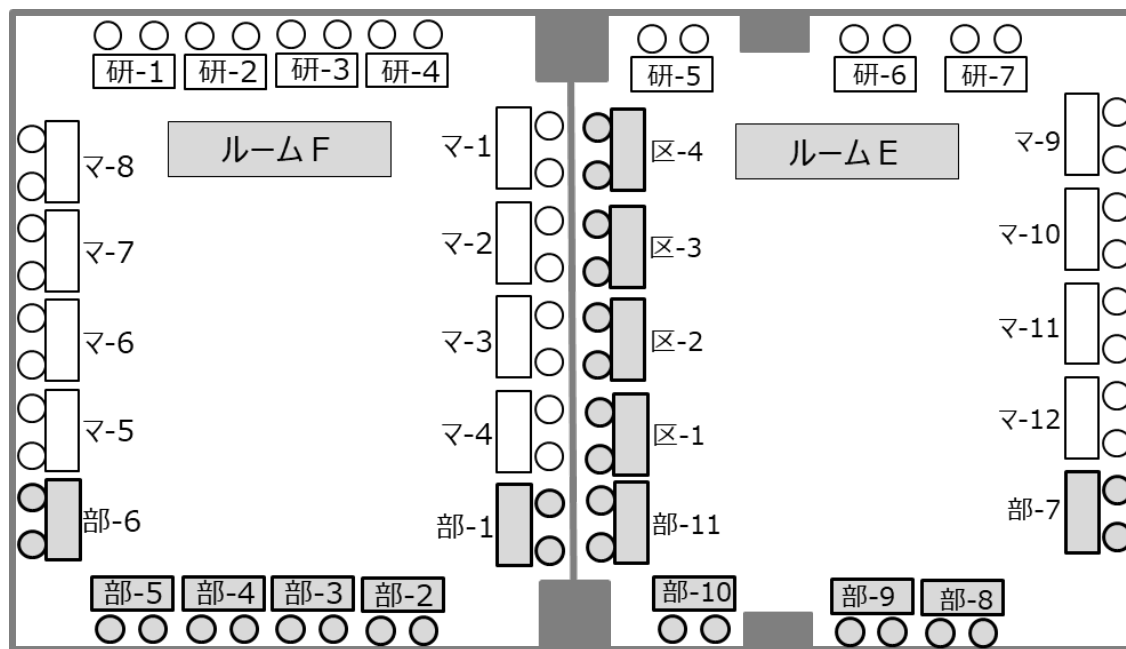 研-1
研-2
研-3
研-4
研-5
研-6
研-7
ルームF
ルームE
マ-8
マ-7
マ-6
マ-5
部-6
マ-1
マ-2
マ-3
マ-4
部-1
区-4
区-3
区-2
区-1
部-11
マ-9
マ-10
マ-11
マ-12
部-7
部-5
部-4
部-3
部-2
部-10
部-9
部-8